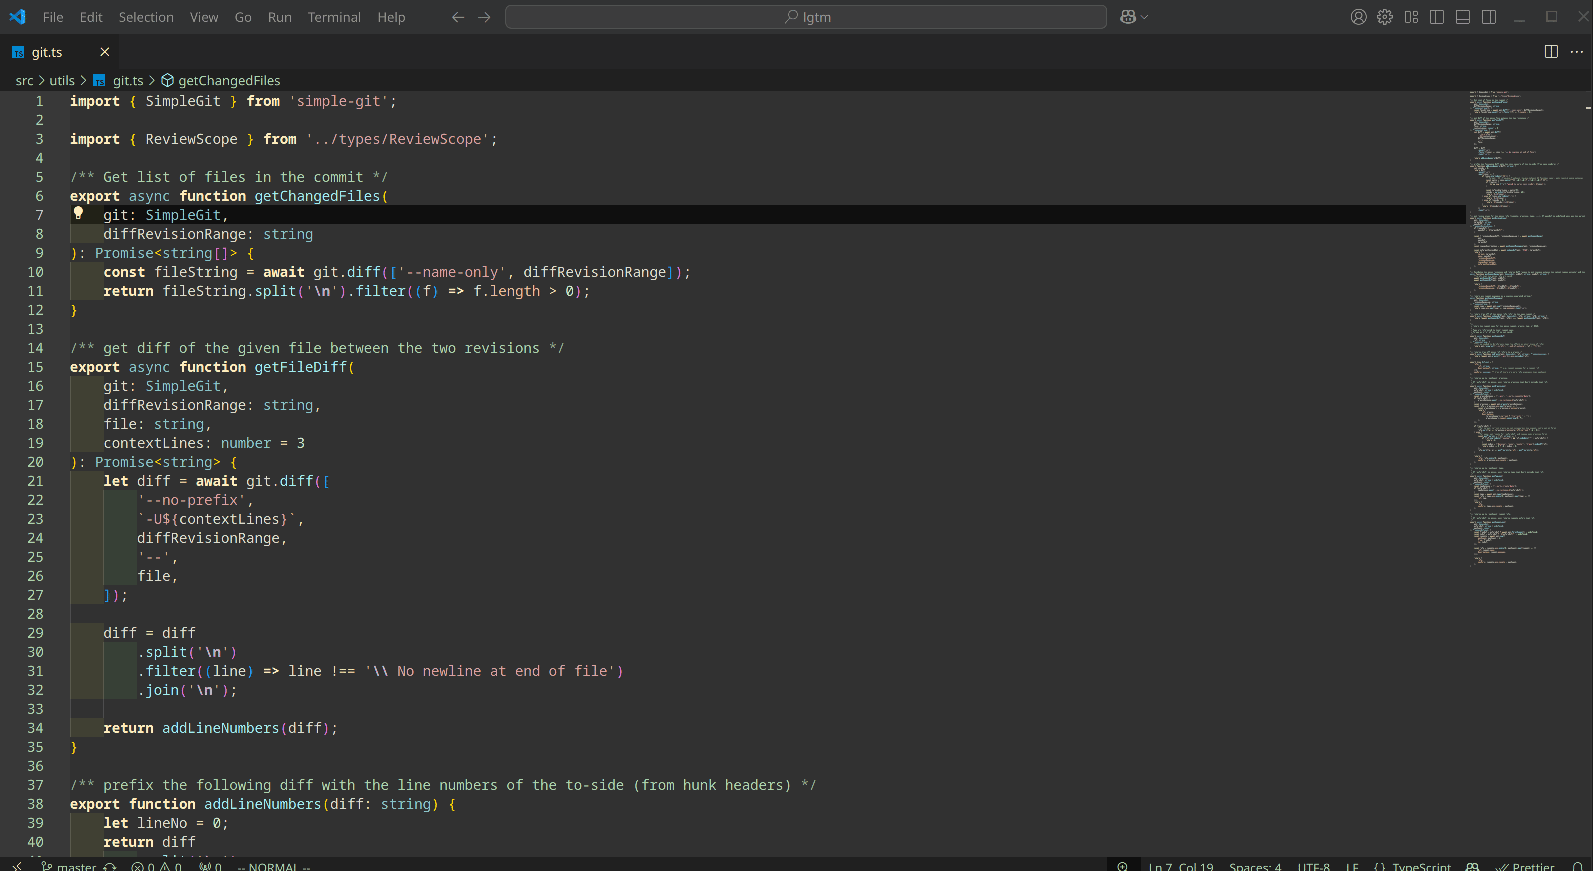 File Edit Selection View Go Run Terminal Help
lgtm
TS git.ts
src > utils > TS git.ts > getChangedFiles
1 import { SimpleGit } from 'simple-git';
2
3 import { ReviewScope } from '../types/ReviewScope';
4
5 /** Get list of files in the commit */
6 export async function getChangedFiles(
7     git: SimpleGit,
8     diffRevisionRange: string
9 ): Promise<string[]> {
10     const fileString = await git.diff(['--name-only', diffRevisionRange]);
11     return fileString.split('\n').filter((f) => f.length > 0);
12 }
13
14 /** get diff of the given file between the two revisions */
15 export async function getFileDiff(
16     git: SimpleGit,
17     diffRevisionRange: string,
18     file: string,
19     contextLines: number = 3
20 ): Promise<string> {
21     let diff = await git.diff([
22         '--no-prefix',
23         `-U${contextLines}`,
24         diffRevisionRange,
25         '--',
26         file,
27     ]);
28
29     diff = diff
30         .split('\n')
31         .filter((line) => line !== '\\ No newline at end of file')
32         .join('\n');
33
34     return addLineNumbers(diff);
35 }
36
37 /** prefix the following diff with the line numbers of the to-side (from hunk headers) */
38 export function addLineNumbers(diff: string) {
39     let lineNo = 0;
40     return diff
master 0 0 0 -- NORMAL -- Ln 7, Col 19 Spaces: 4 UTF-8 LF {} TypeScript Prettier